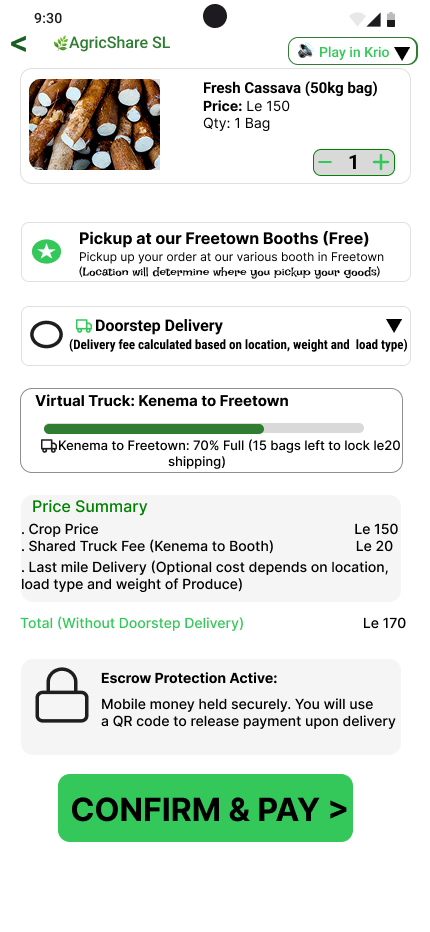 9:30
<
🌿AgricShare SL
🔊 Play in Krio ▼
Fresh Cassava (50kg bag)
Price: Le 150
Qty: 1 Bag
− 1 +
Pickup at our Freetown Booths (Free)
Pickup up your order at our various booth in Freetown
(Location will determine where you pickup your goods)
Doorstep Delivery ▼
(Delivery fee calculated based on location, weight and load type)
Virtual Truck: Kenema to Freetown
Kenema to Freetown: 70% Full (15 bags left to lock le20
shipping)
Price Summary
. Crop Price Le 150
. Shared Truck Fee (Kenema to Booth) Le 20
. Last mile Delivery (Optional cost depends on location,
load type and weight of Produce)
Total (Without Doorstep Delivery) Le 170
Escrow Protection Active:
Mobile money held securely. You will use
a QR code to release payment upon delivery
CONFIRM & PAY >